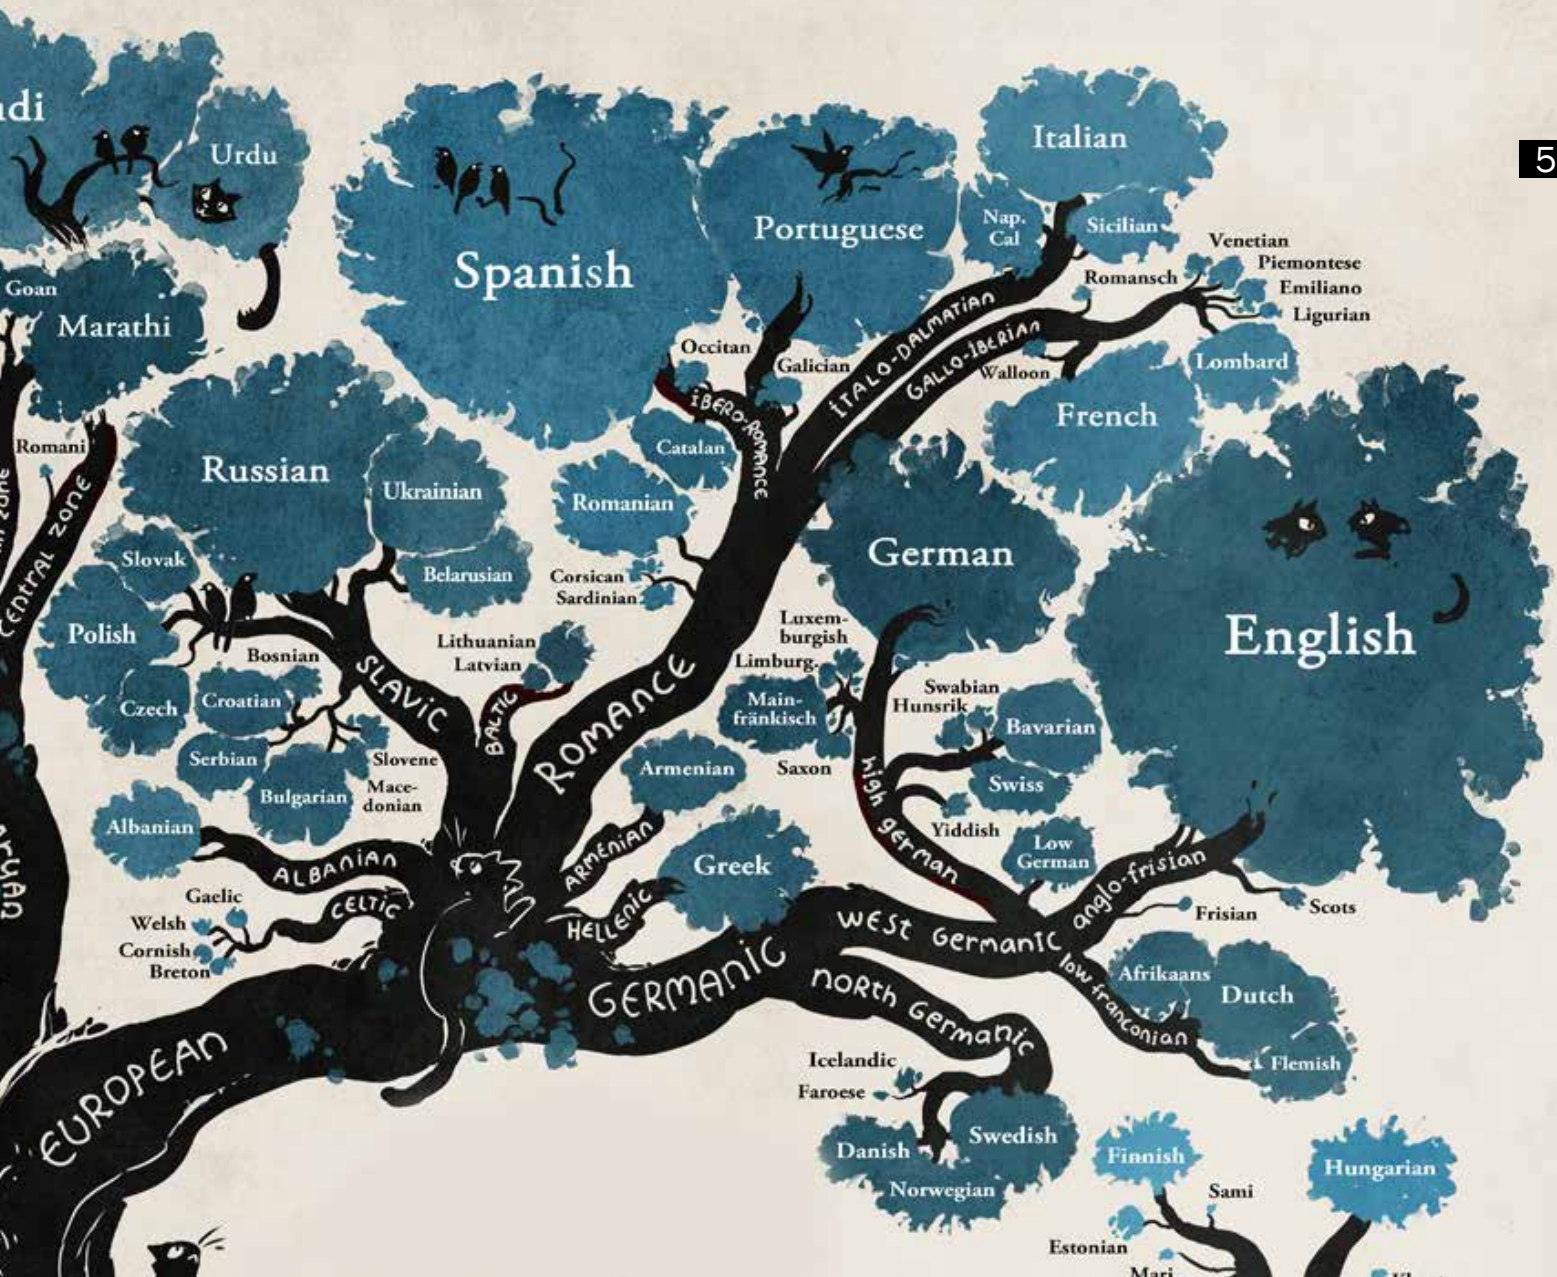 Urdu
Goan
Marathi
Romani
CENTRAL ZONE
Spanish
Portuguese
Italian
Nap.
Cal
Sicilian
Romansch
Venetian
Piemontese
Emiliano
Ligurian
Lombard
Walloon
French
ITALO-DALMATIAN
GALLO-IBERIAN
Occitan
Galician
IBERO-ROMANCE
Catalan
Romanian
Corsican
Sardinian
ROMANCE
Russian
Ukrainian
Belarusian
Slovak
Polish
Czech
Bosnian
Croatian
Serbian
Bulgarian
Slovene
Mace-
donian
SLAVIC
Lithuanian
Latvian
BALTIC
Albanian
ALBANIAN
Gaelic
Welsh
Cornish
Breton
CELTIC
Armenian
ARMENIAN
Greek
HELLENIC
German
English
Luxem-
burgish
Limburg.
Main-
fränkisch
Saxon
Swabian
Hunsrik
Bavarian
Swiss
Yiddish
Low
German
high german
anglo-frisian
Frisian
Scots
WEST GERMANIC
GERMANIC
NORTH GERMANIC
low franconian
Afrikaans
Dutch
Flemish
Icelandic
Faroese
Danish
Swedish
Norwegian
EUROPEAN
Finnish
Sami
Estonian
Mari
Hungarian
5